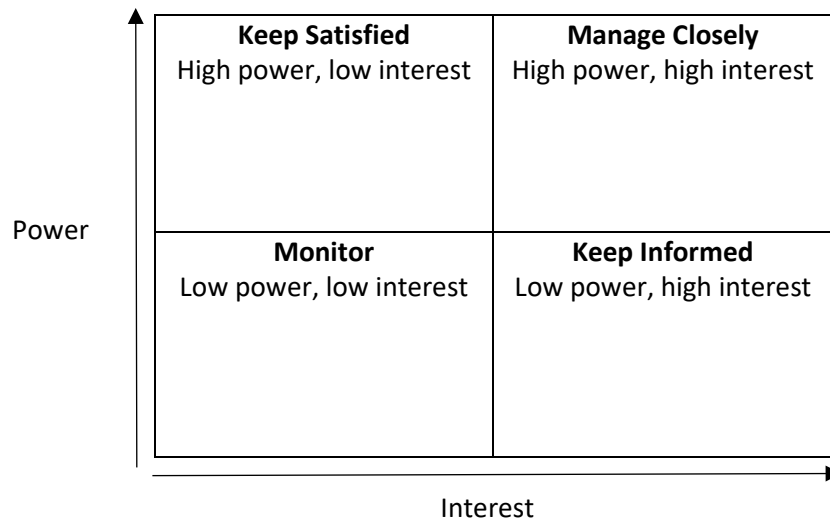 Keep Satisfied
High power, low interest
Manage Closely
High power, high interest
Power
Monitor
Low power, low interest
Keep Informed
Low power, high interest
Interest